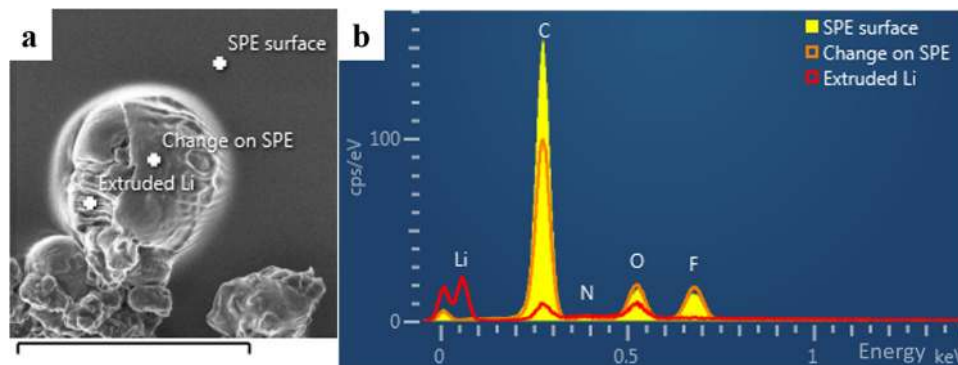 a
SPE surface
Change on SPE
Extruded Li
b
SPE surface
Change on SPE
Extruded Li
C
100
cps/eV
Li
N
O
F
0
0
0.5
1
Energy
keV